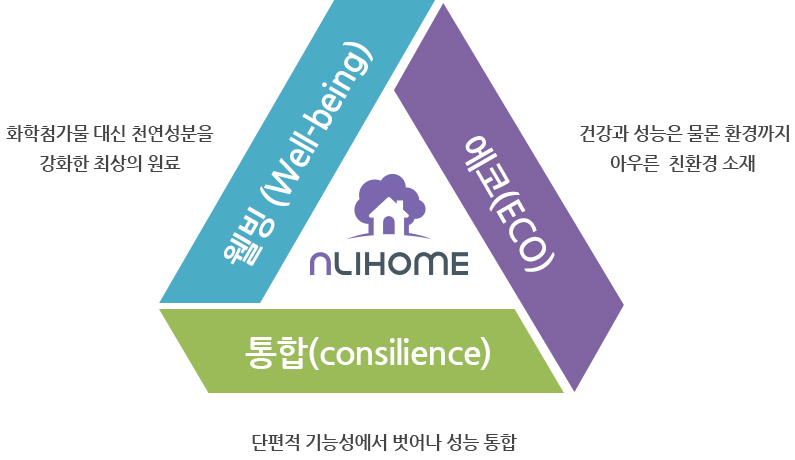 웰빙 (Well-being)
에코(ECO)
화학첨가물 대신 천연성분을
강화한 최상의 원료
건강과 성능은 물론 환경까지
아우른 친환경 소재
nLIHOME
통합(consilience)
단편적 기능성에서 벗어나 성능 통합